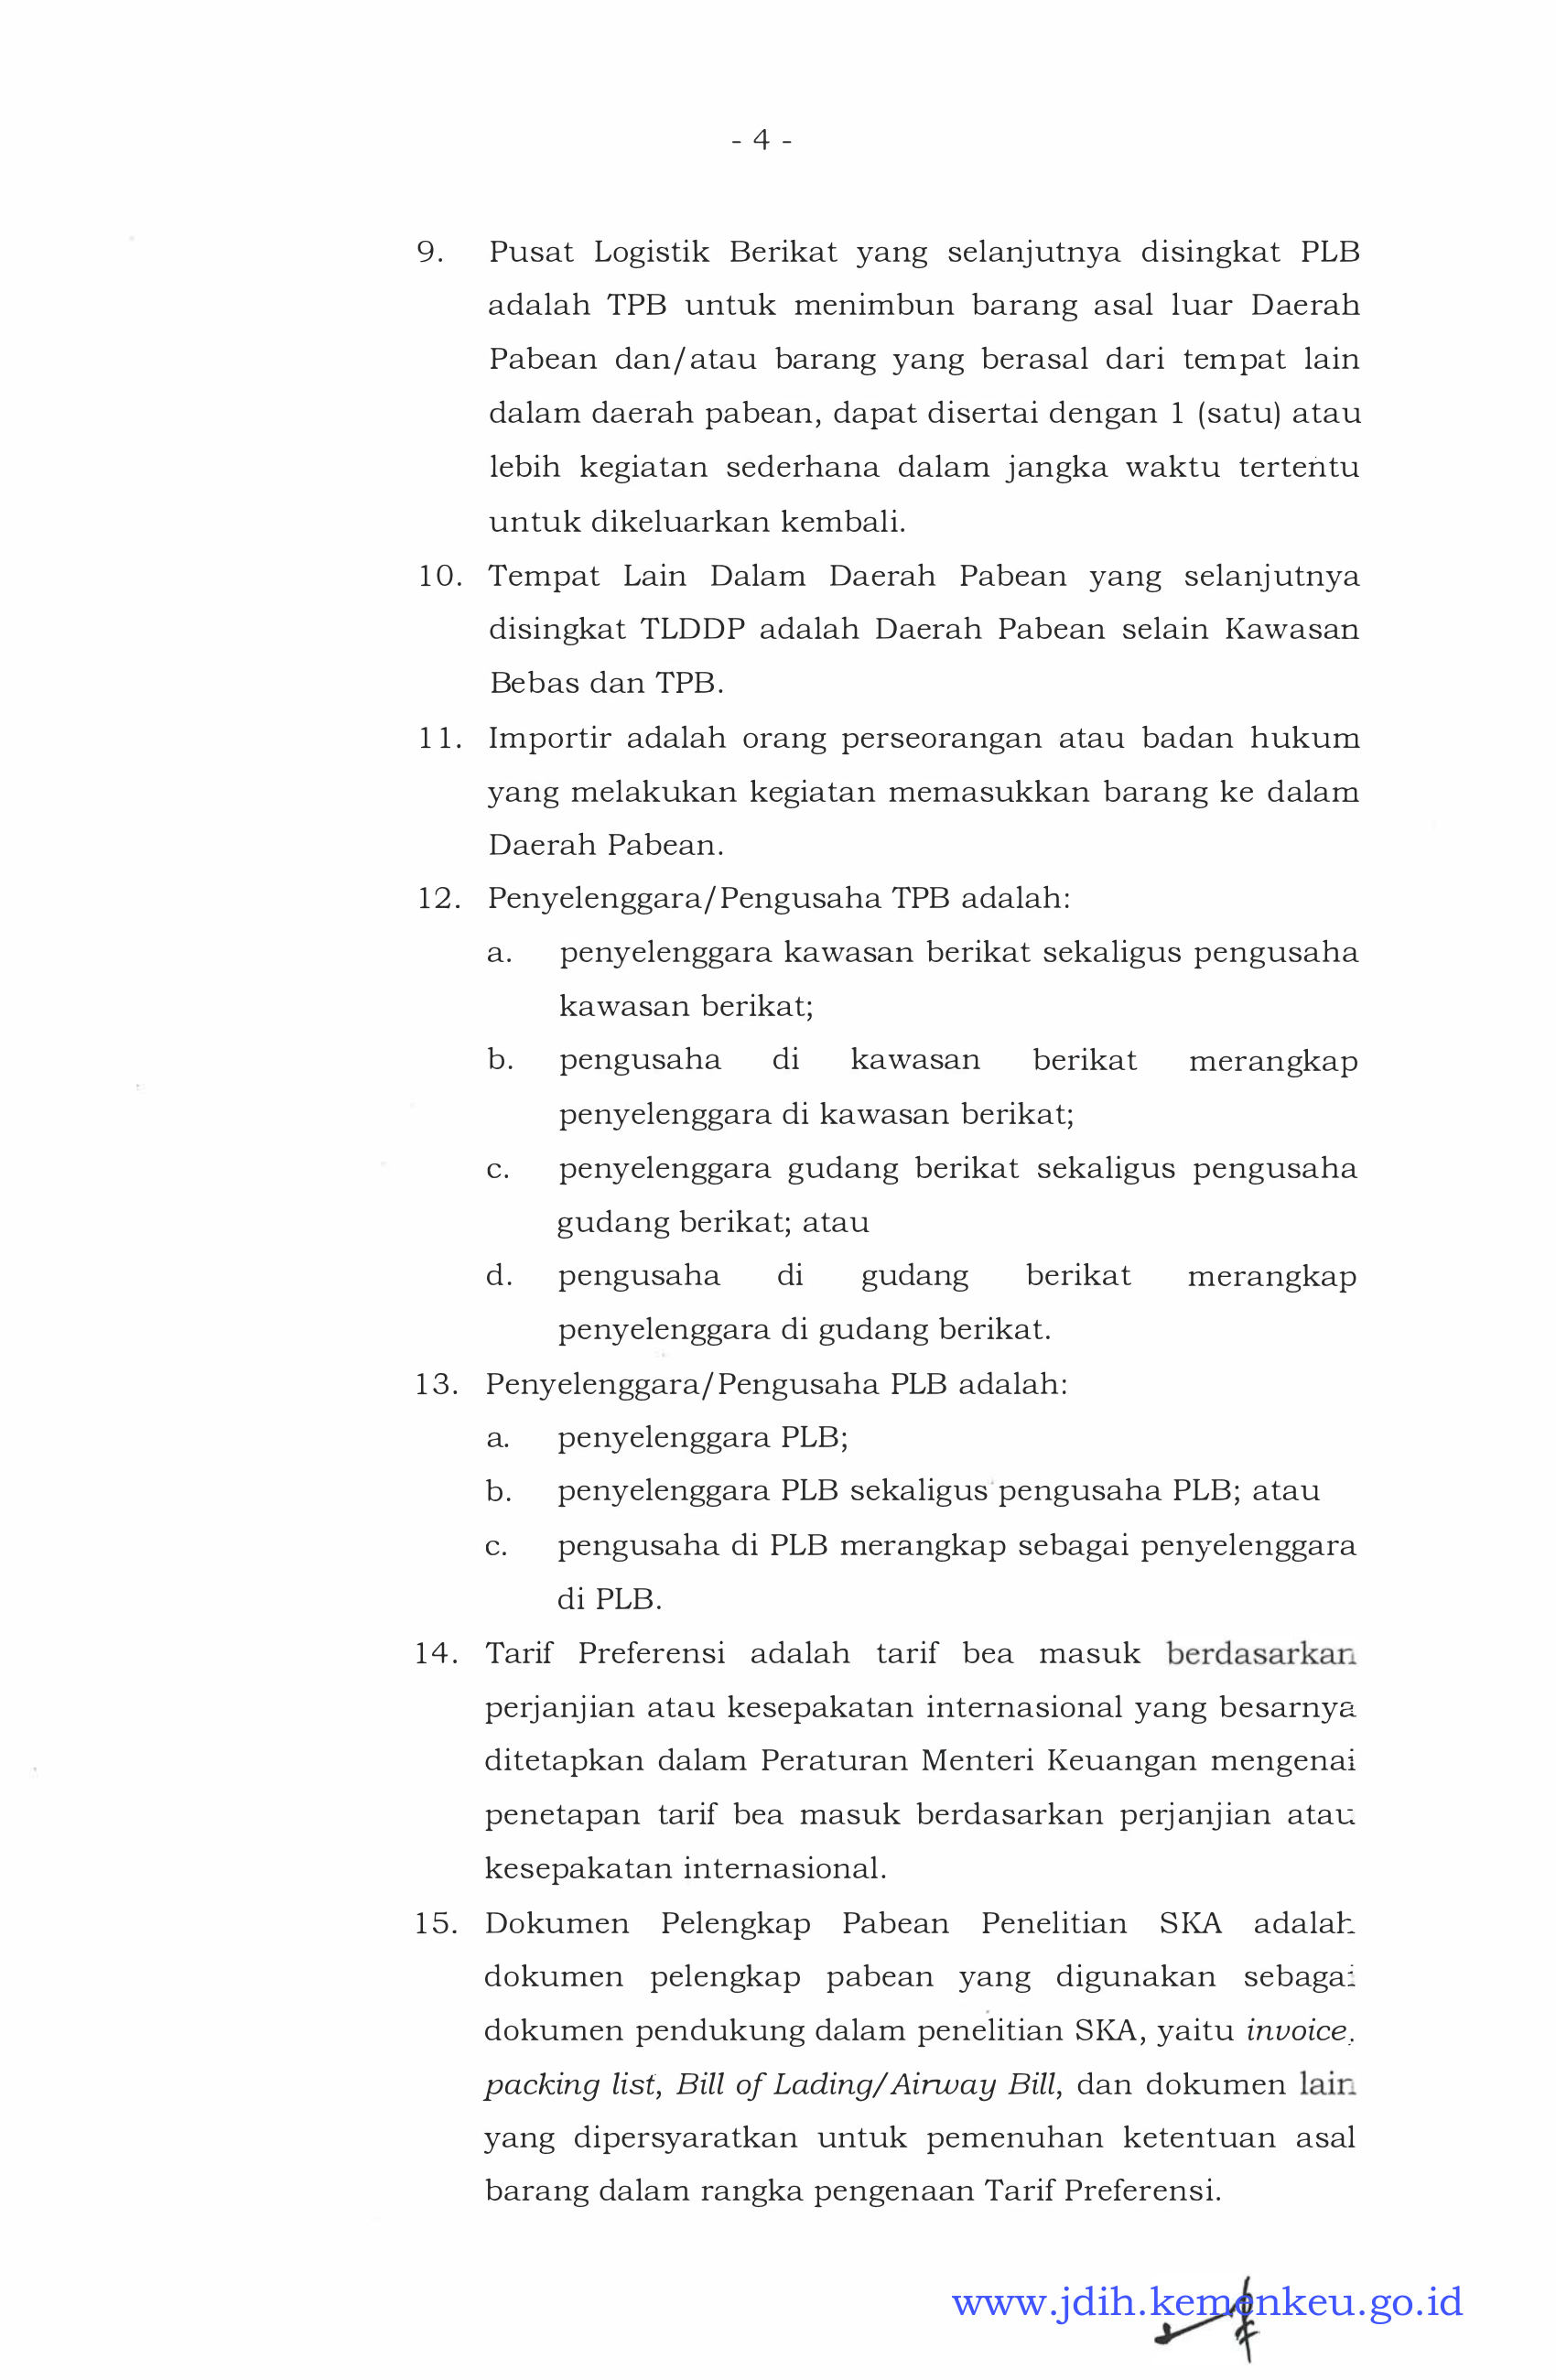 - 4 -
9. Pusat Logistik Berikat yang selanjutnya disingkat PLB
adalah TPB untuk menimbun barang asal luar Daerah
Pabean dan/atau barang yang berasal dari tempat lain
dalam daerah pabean, dapat disertai dengan 1 (satu) atau
lebih kegiatan sederhana dalam jangka waktu tertentu
untuk dikeluarkan kembali.
10. Tempat Lain Dalam Daerah Pabean yang selanjutnya
disingkat TLDDP adalah Daerah Pabean selain Kawasan
Bebas dan TPB.
11. Importir adalah orang perseorangan atau badan hukum
yang melakukan kegiatan memasukkan barang ke dalam
Daerah Pabean.
12. Penyelenggara/Pengusaha TPB adalah:
a. penyelenggara kawasan berikat sekaligus pengusaha
kawasan berikat;
b. pengusaha di kawasan berikat merangkap
penyelenggara di kawasan berikat;
c. penyelenggara gudang berikat sekaligus pengusaha
gudang berikat; atau
d. pengusaha di gudang berikat merangkap
penyelenggara di gudang berikat.
13. Penyelenggara/Pengusaha PLB adalah:
a. penyelenggara PLB;
b. penyelenggara PLB sekaligus pengusaha PLB; atau
c. pengusaha di PLB merangkap sebagai penyelenggara
di PLB.
14. Tarif Preferensi adalah tarif bea masuk berdasarkan
perjanjian atau kesepakatan internasional yang besarnya
ditetapkan dalam Peraturan Menteri Keuangan mengenai
penetapan tarif bea masuk berdasarkan perjanjian atau
kesepakatan internasional.
15. Dokumen Pelengkap Pabean Penelitian SKA adalah
dokumen pelengkap pabean yang digunakan sebagai
dokumen pendukung dalam penelitian SKA, yaitu invoice,
packing list, Bill of Lading/Airway Bill, dan dokumen lain
yang dipersyaratkan untuk pemenuhan ketentuan asal
barang dalam rangka pengenaan Tarif Preferensi.
www.jdih.kemenkeu.go.id